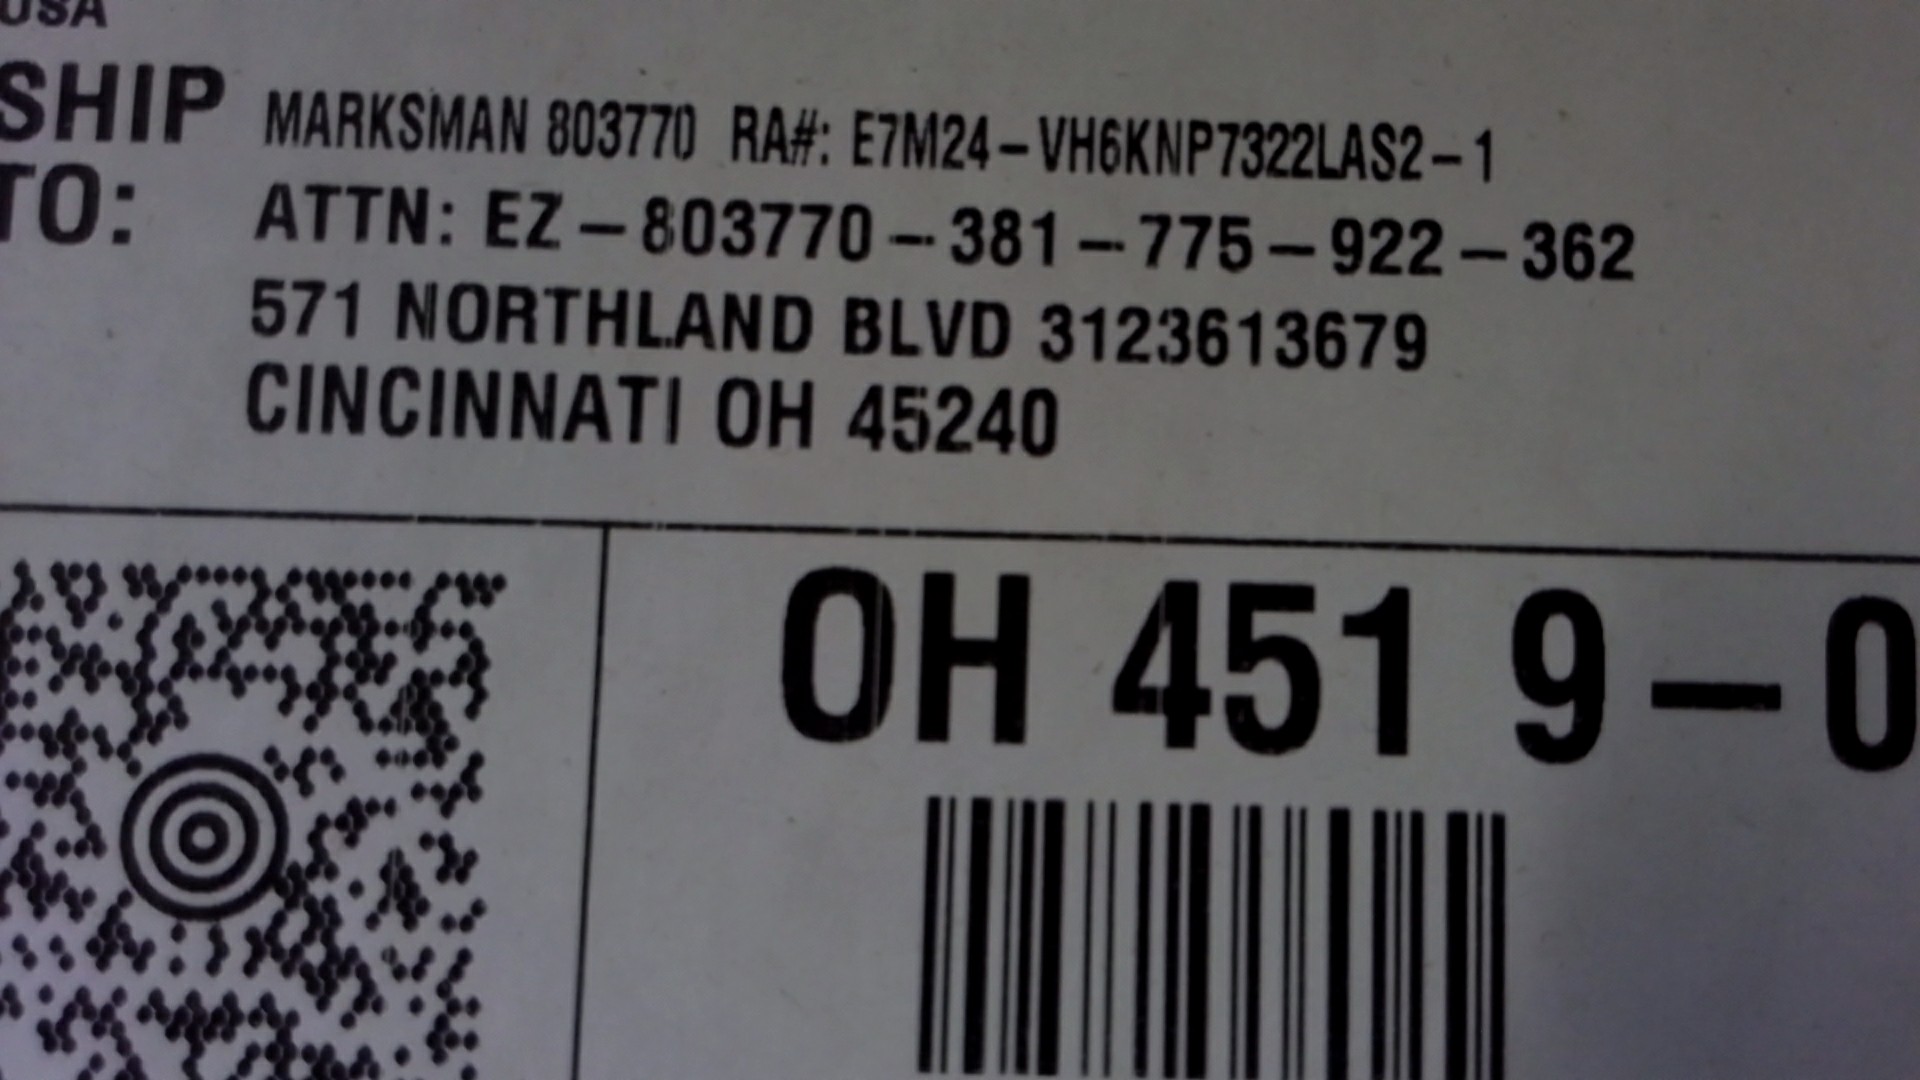 USA
SHIP TO:
MARKSMAN 803770 RA#: E7M24-VH6KNP7322LAS2-1
ATTN: EZ-803770-381-775-922-362
571 NORTHLAND BLVD 3123613679
CINCINNATI OH 45240
OH 451 9-0